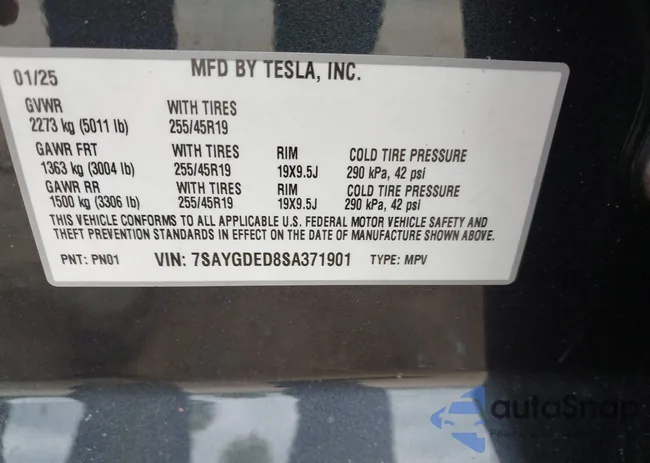 01/25 MFD BY TESLA, INC.
GVWR WITH TIRES
2273 kg (5011 lb) 255/45R19
GAWR FRT WITH TIRES RIM COLD TIRE PRESSURE
1363 kg (3004 lb) 255/45R19 19X9.5J 290 kPa, 42 psi
GAWR RR WITH TIRES RIM COLD TIRE PRESSURE
1500 kg (3306 lb) 255/45R19 19X9.5J 290 kPa, 42 psi
THIS VEHICLE CONFORMS TO ALL APPLICABLE U.S. FEDERAL MOTOR VEHICLE SAFETY AND
THEFT PREVENTION STANDARDS IN EFFECT ON THE DATE OF MANUFACTURE SHOWN ABOVE.
PNT: PN01 VIN: 7SAYGDED8SA371901 TYPE: MPV
autoSnap